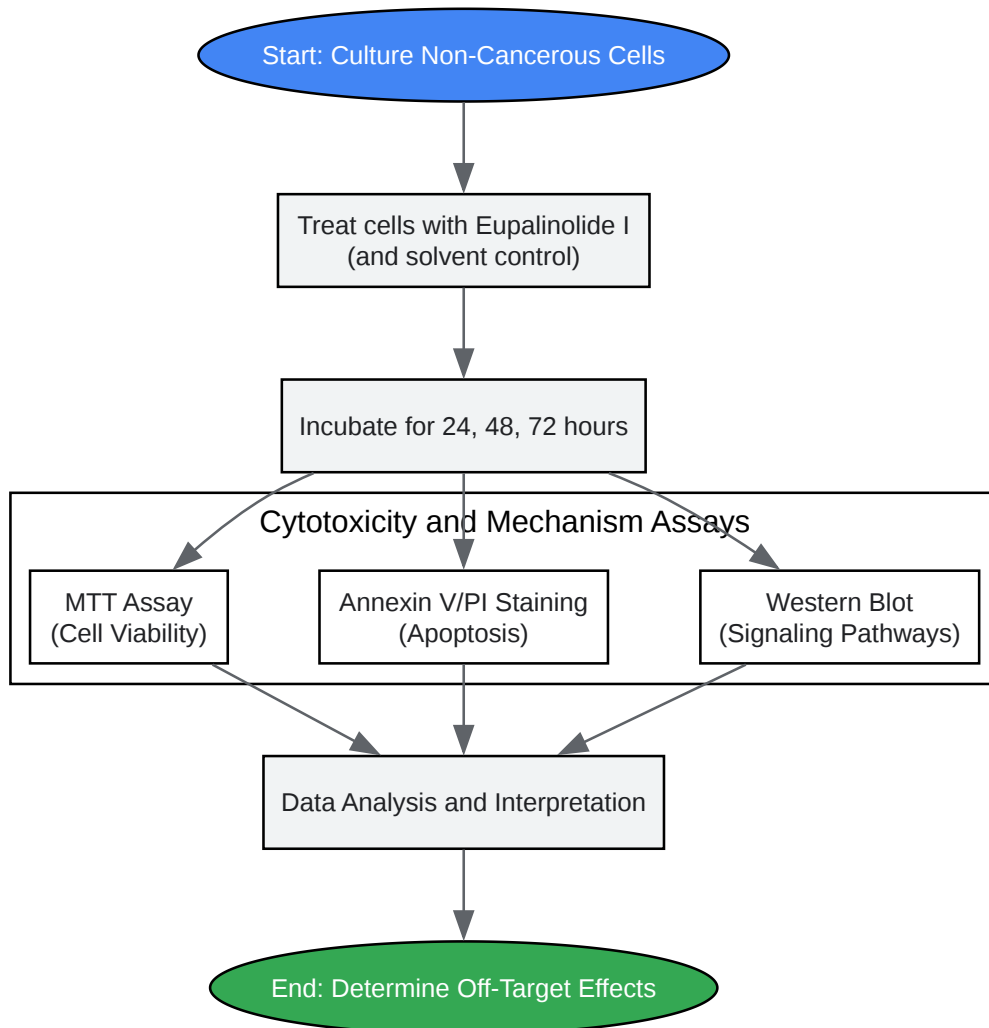 Start: Culture Non-Cancerous Cells
Treat cells with Eupalinolide I
(and solvent control)
Incubate for 24, 48, 72 hours
Cytotoxicity and Mechanism Assays
MTT Assay
(Cell Viability)
Annexin V/PI Staining
(Apoptosis)
Western Blot
(Signaling Pathways)
Data Analysis and Interpretation
End: Determine Off-Target Effects